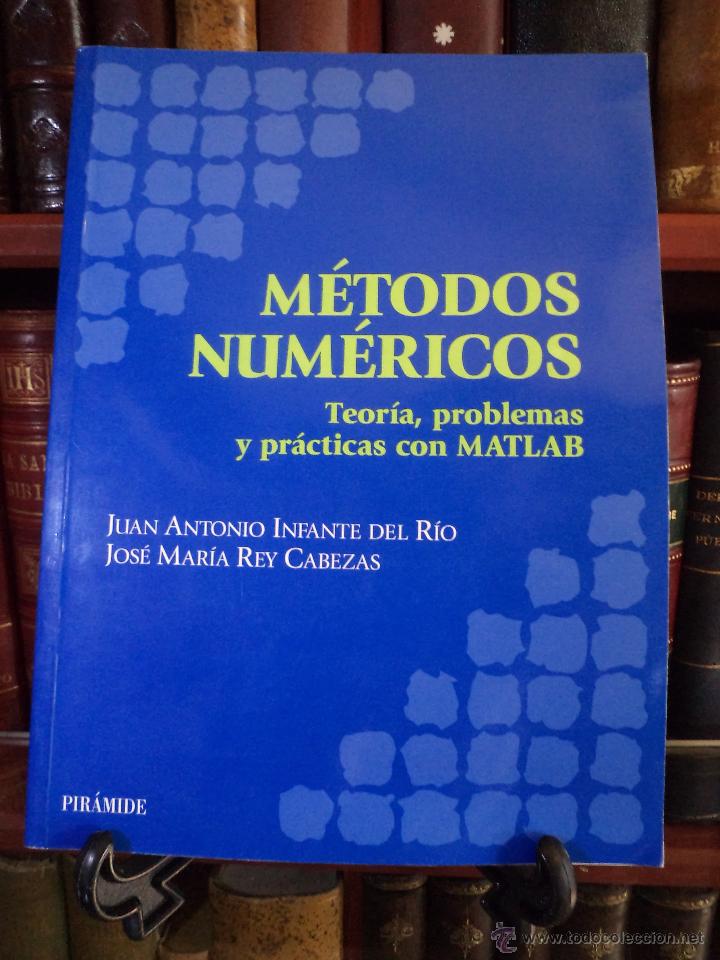 MÉTODOS
NUMÉRICOS
Teoría, problemas
y prácticas con MATLAB
JUAN ANTONIO INFANTE DEL RÍO
JOSÉ MARÍA REY CABEZAS
PIRÁMIDE
IHS
www.todocoleccion.net